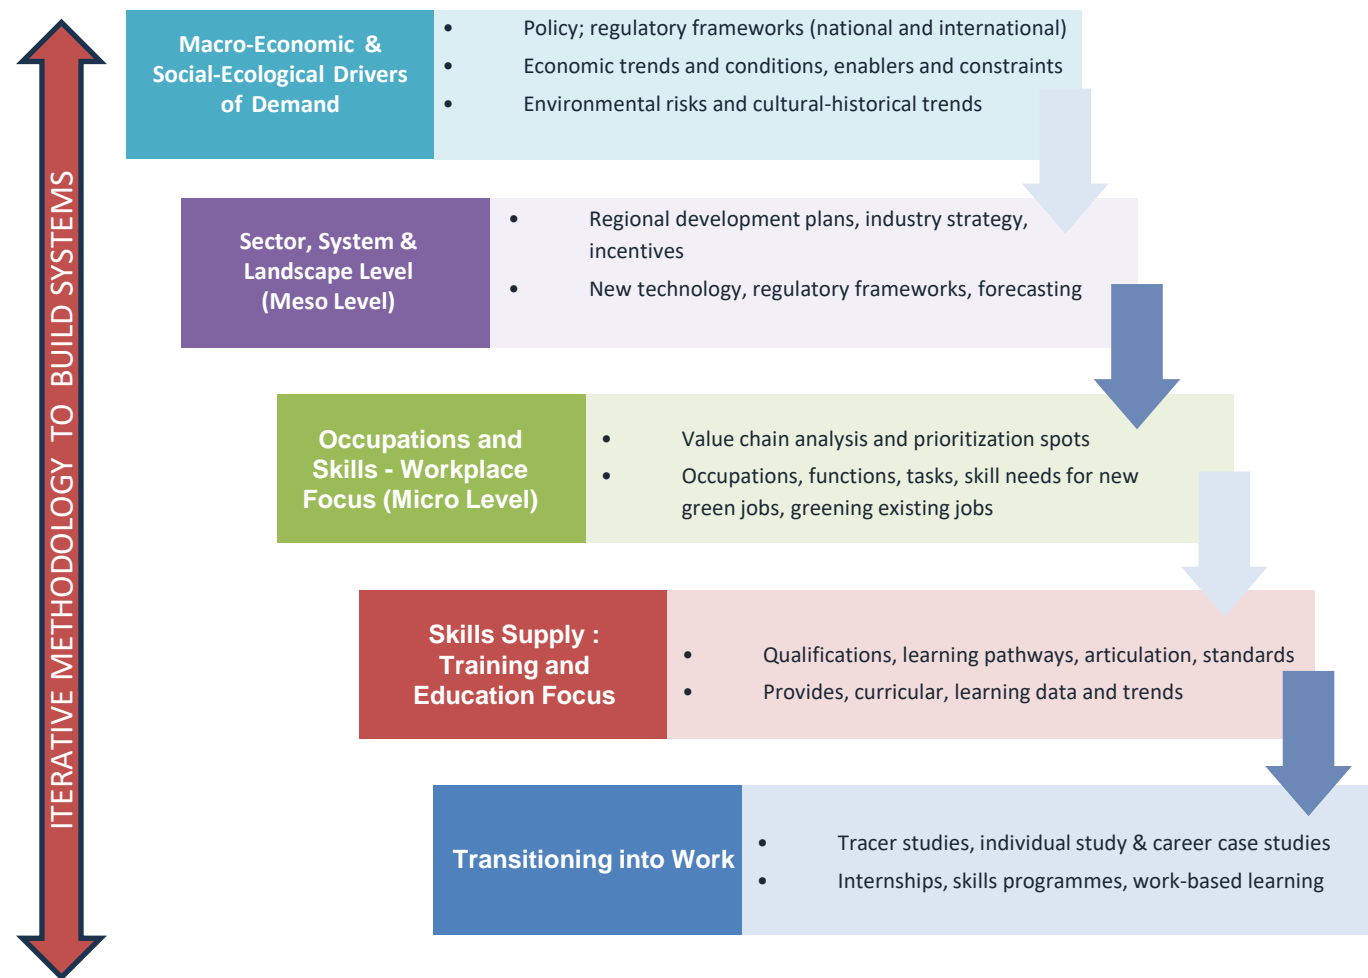 ITERATIVE METHODOLOGY TO BUILD SYSTEMS
Macro-Economic &
Social-Ecological Drivers
of Demand
• Policy; regulatory frameworks (national and international)
• Economic trends and conditions, enablers and constraints
• Environmental risks and cultural-historical trends
Sector, System &
Landscape Level
(Meso Level)
• Regional development plans, industry strategy,
incentives
• New technology, regulatory frameworks, forecasting
Occupations and
Skills - Workplace
Focus (Micro Level)
• Value chain analysis and prioritization spots
• Occupations, functions, tasks, skill needs for new
green jobs, greening existing jobs
Skills Supply :
Training and
Education Focus
• Qualifications, learning pathways, articulation, standards
• Provides, curricular, learning data and trends
Transitioning into Work
• Tracer studies, individual study & career case studies
• Internships, skills programmes, work-based learning